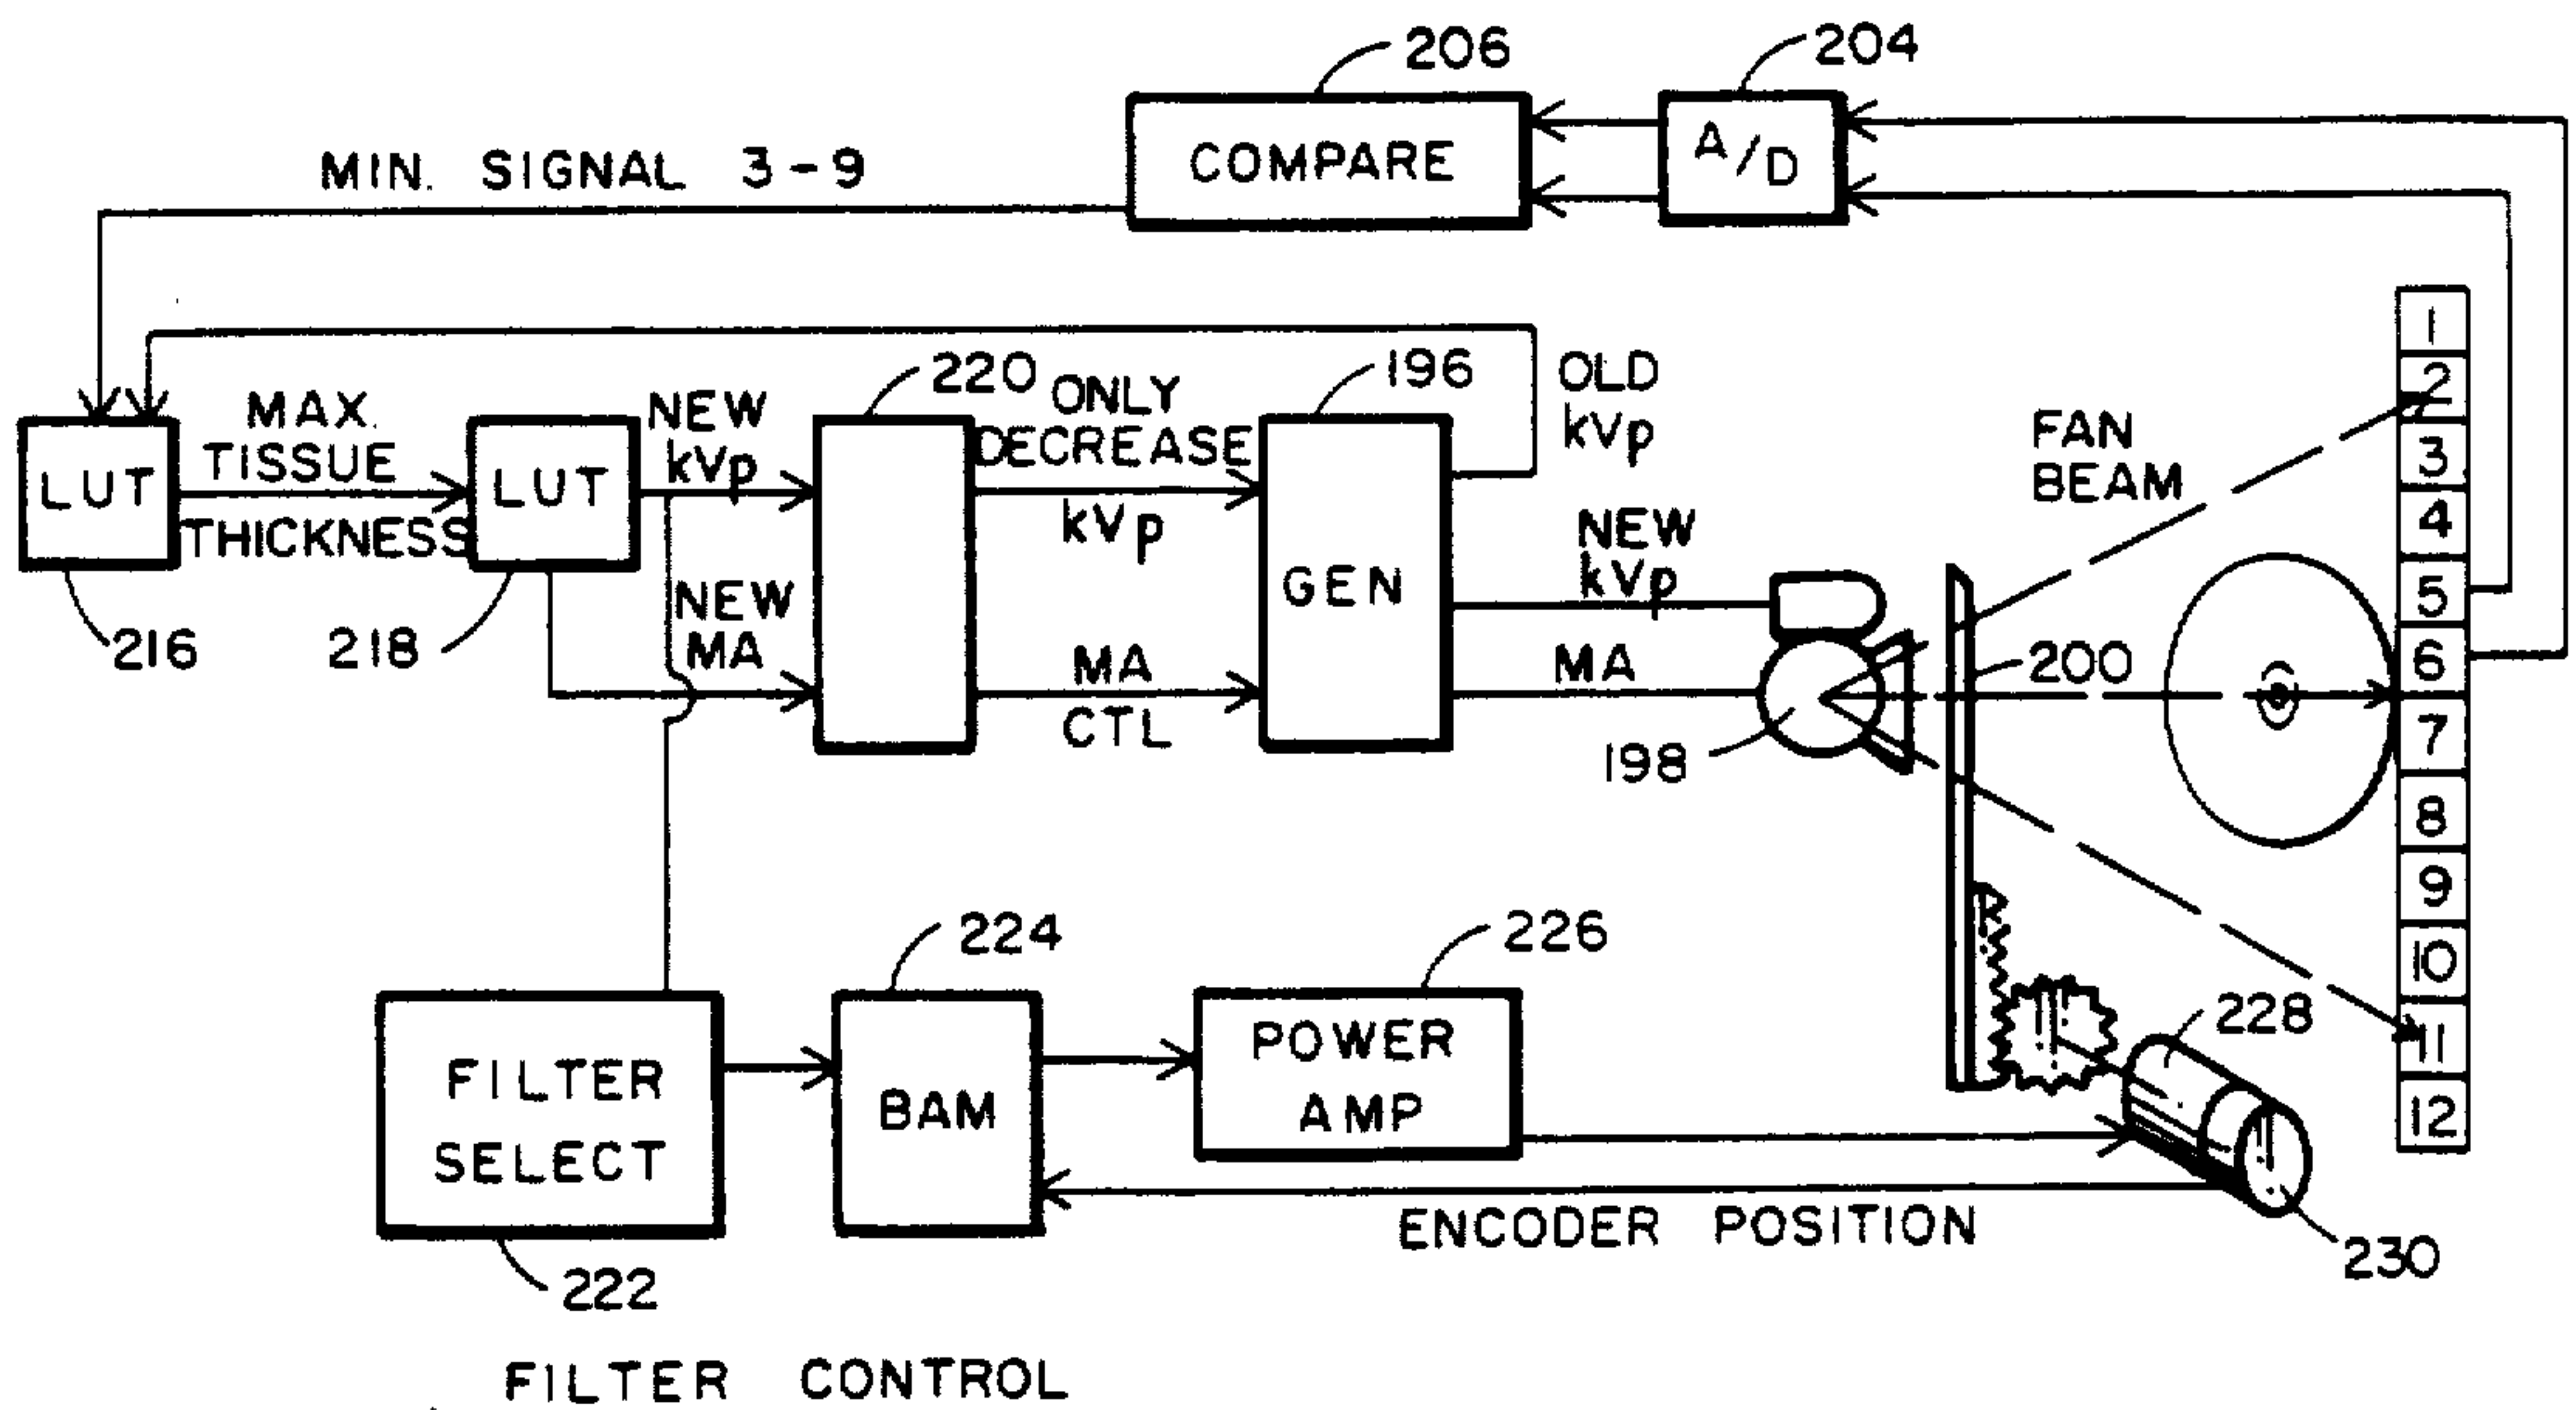 206
204
COMPARE
A/D
MIN. SIGNAL 3-9
1
2
3
4
5
6
7
8
9
10
11
12
220
ONLY
DECREASE
kVp
196
OLD
kVp
MAX.
TISSUE
THICKNESS
NEW
kVp
LUT
LUT
FAN
BEAM
GEN
NEW
kVp
216
218
NEW
MA
MA
CTL
MA
200
198
224
226
228
FILTER
SELECT
BAM
POWER
AMP
ENCODER POSITION
230
222
FILTER CONTROL